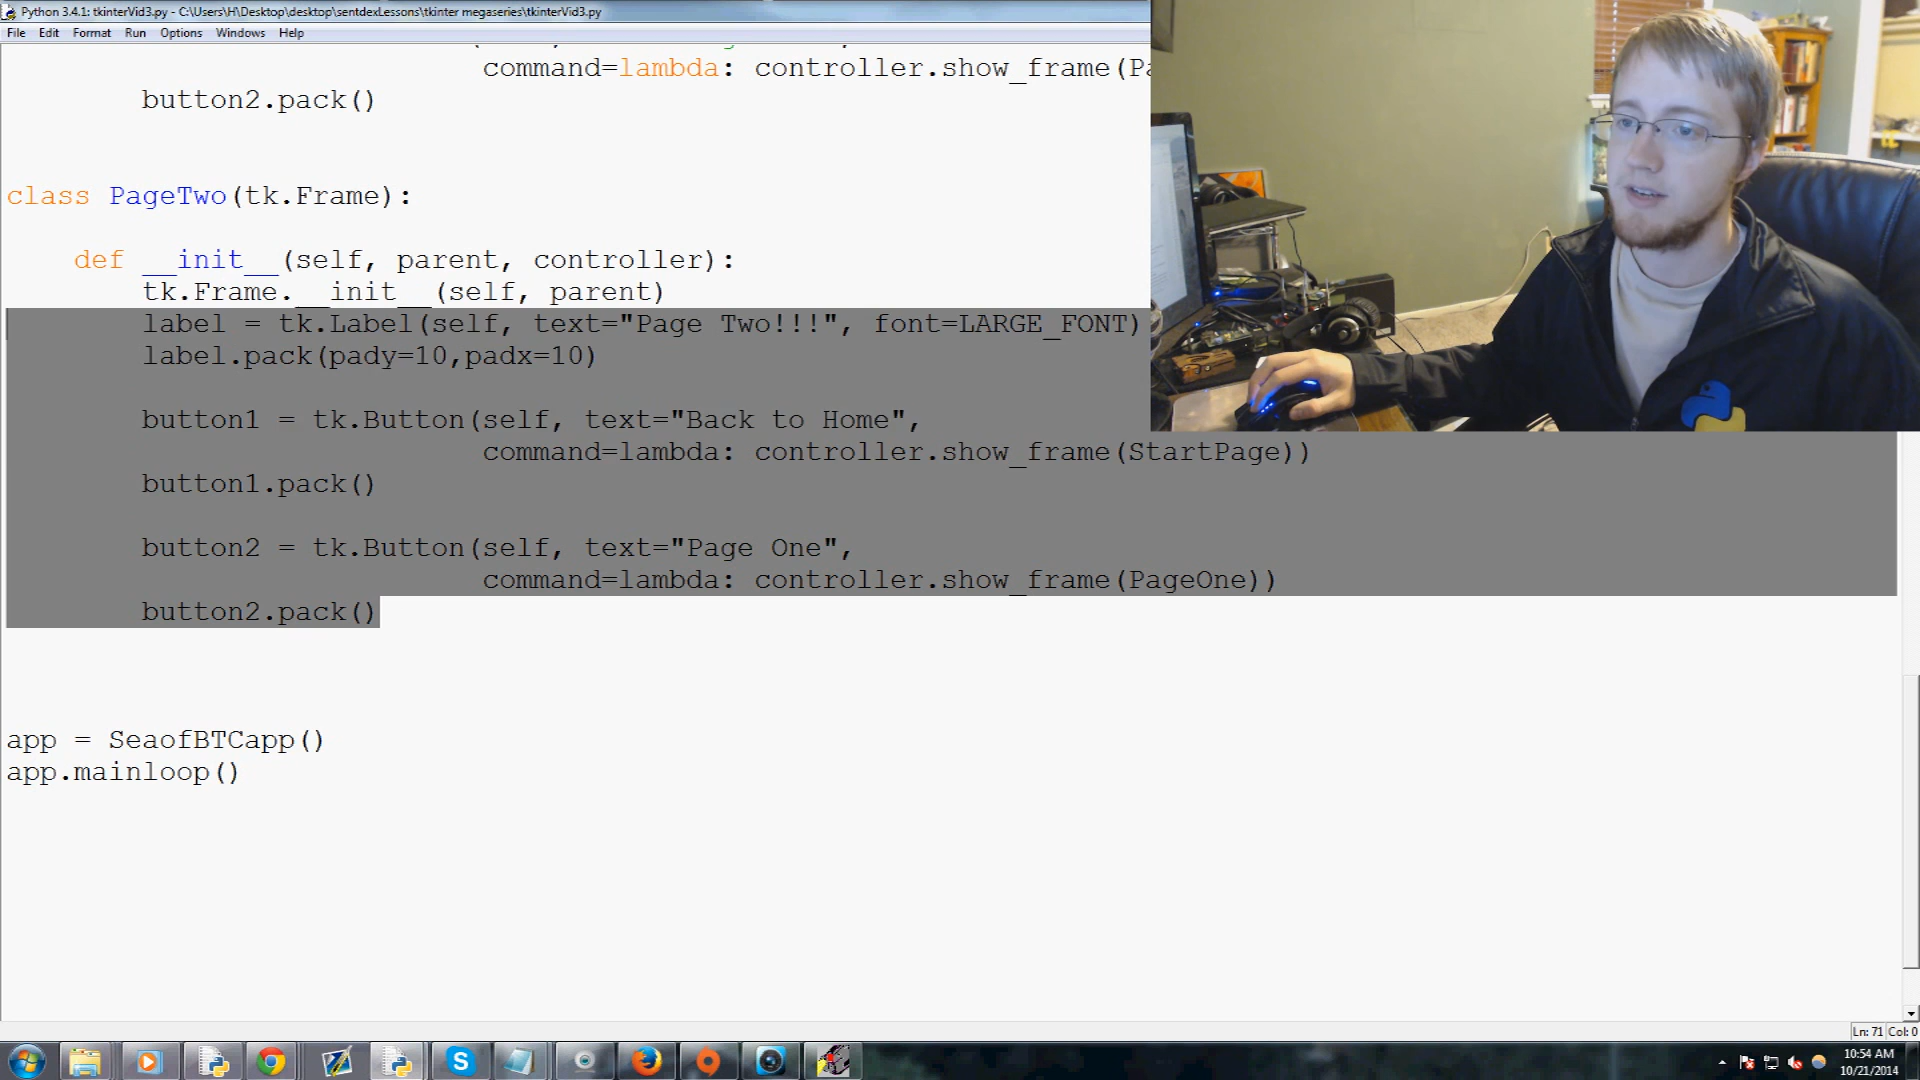 Python 3.4.1: tkinterVid3.py - C:\Users\H\Desktop\desktop\sentdexLessons\tkinter megaseries\tkinterVid3.py
File Edit Format Run Options Windows Help
command=lambda: controller.show_frame(Pa
button2.pack()
class PageTwo(tk.Frame):
def __init__(self, parent, controller):
tk.Frame.__init__(self, parent)
label = tk.Label(self, text="Page Two!!!", font=LARGE_FONT)
label.pack(pady=10,padx=10)
button1 = tk.Button(self, text="Back to Home",
command=lambda: controller.show_frame(StartPage))
button1.pack()
button2 = tk.Button(self, text="Page One",
command=lambda: controller.show_frame(PageOne))
button2.pack()
app = SeaofBTCapp()
app.mainloop()
Ln: 71 Col: 0
10:54 AM
10/21/2014